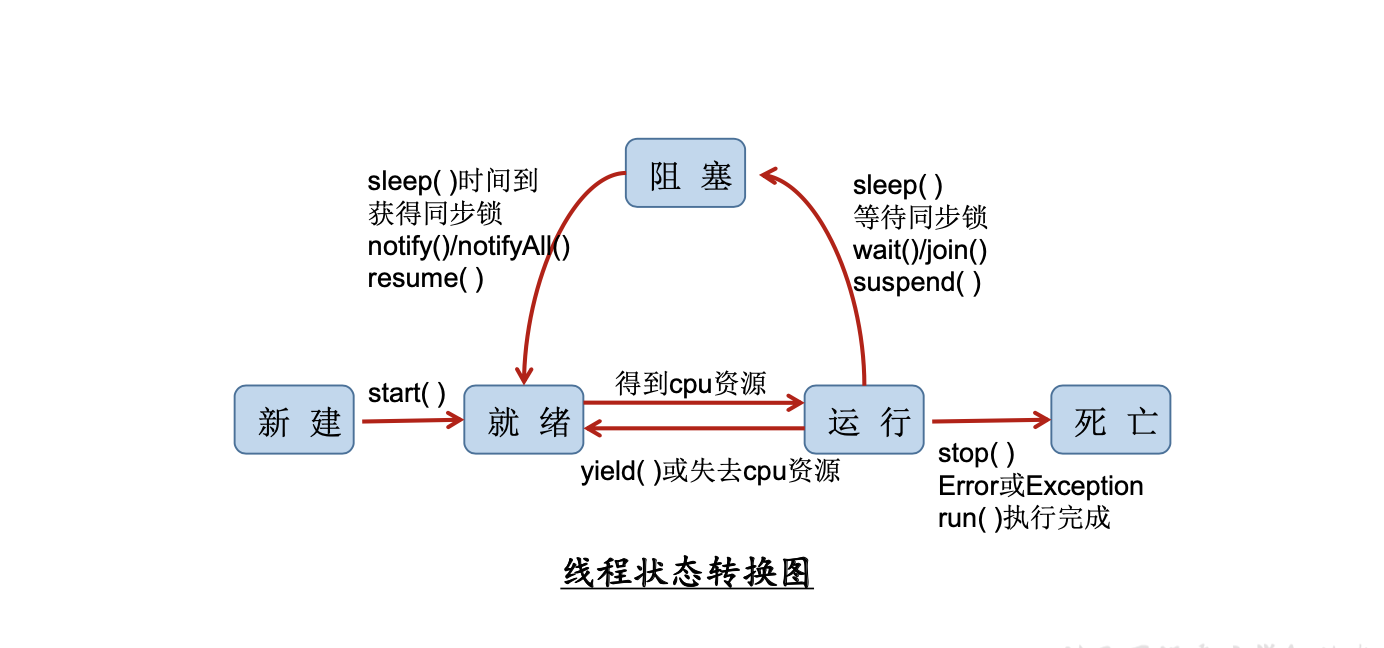 阻 塞
sleep( )时间到
获得同步锁
notify()/notifyAll()
resume( )
sleep( )
等待同步锁
wait()/join()
suspend( )
新 建
start( )
就 绪
得到cpu资源
yield( )或失去cpu资源
运 行
stop( )
Error或Exception
run( )执行完成
死 亡
线程状态转换图